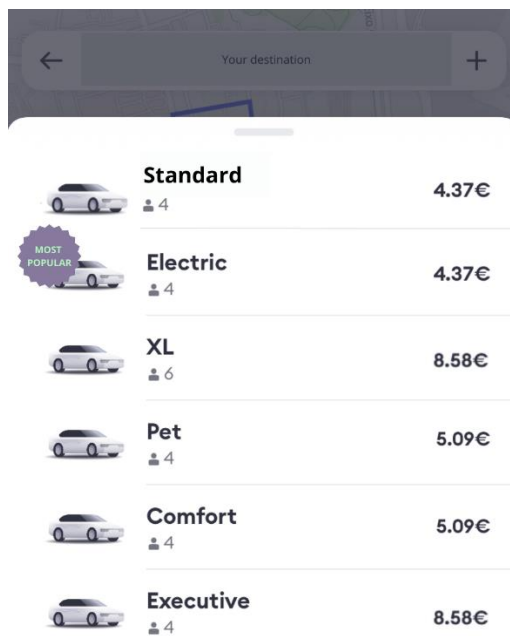 Your destination
Standard
4
4.37€
MOST
POPULAR
Electric
4
4.37€
XL
6
8.58€
Pet
4
5.09€
Comfort
4
5.09€
Executive
4
8.58€